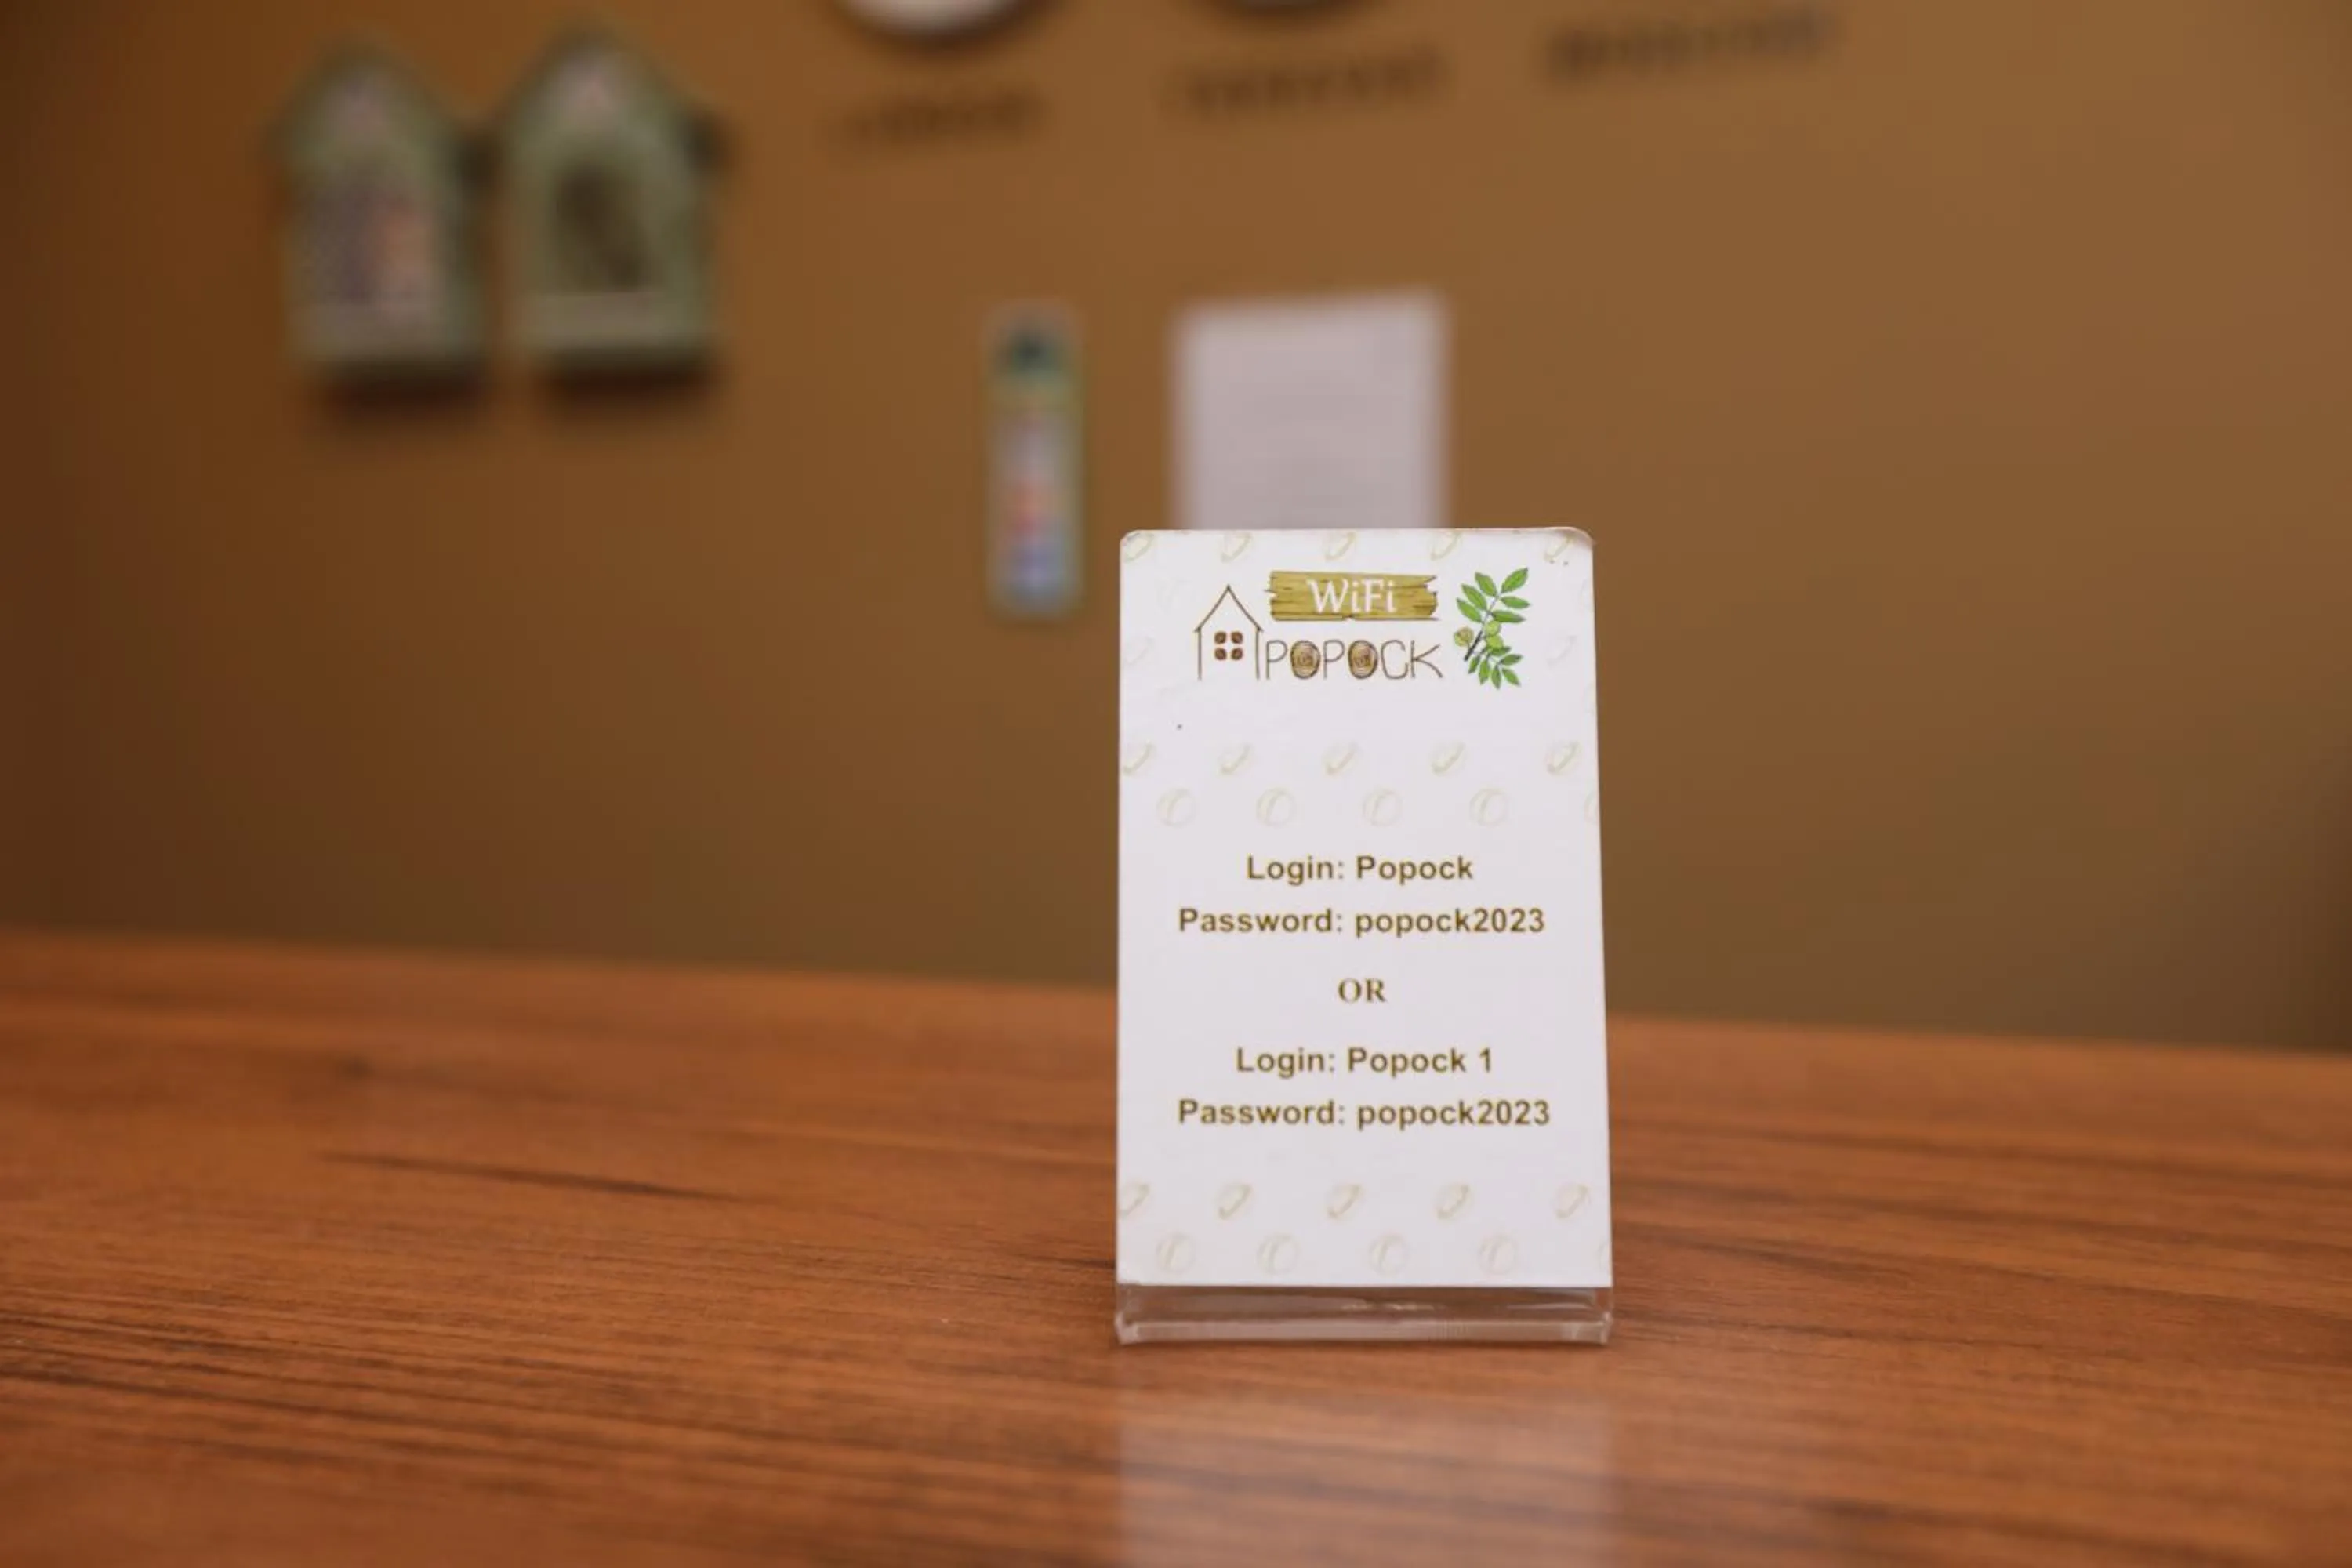 WiFi
POPOCK
Login: Popock
Password: popock2023
OR
Login: Popock 1
Password: popock2023